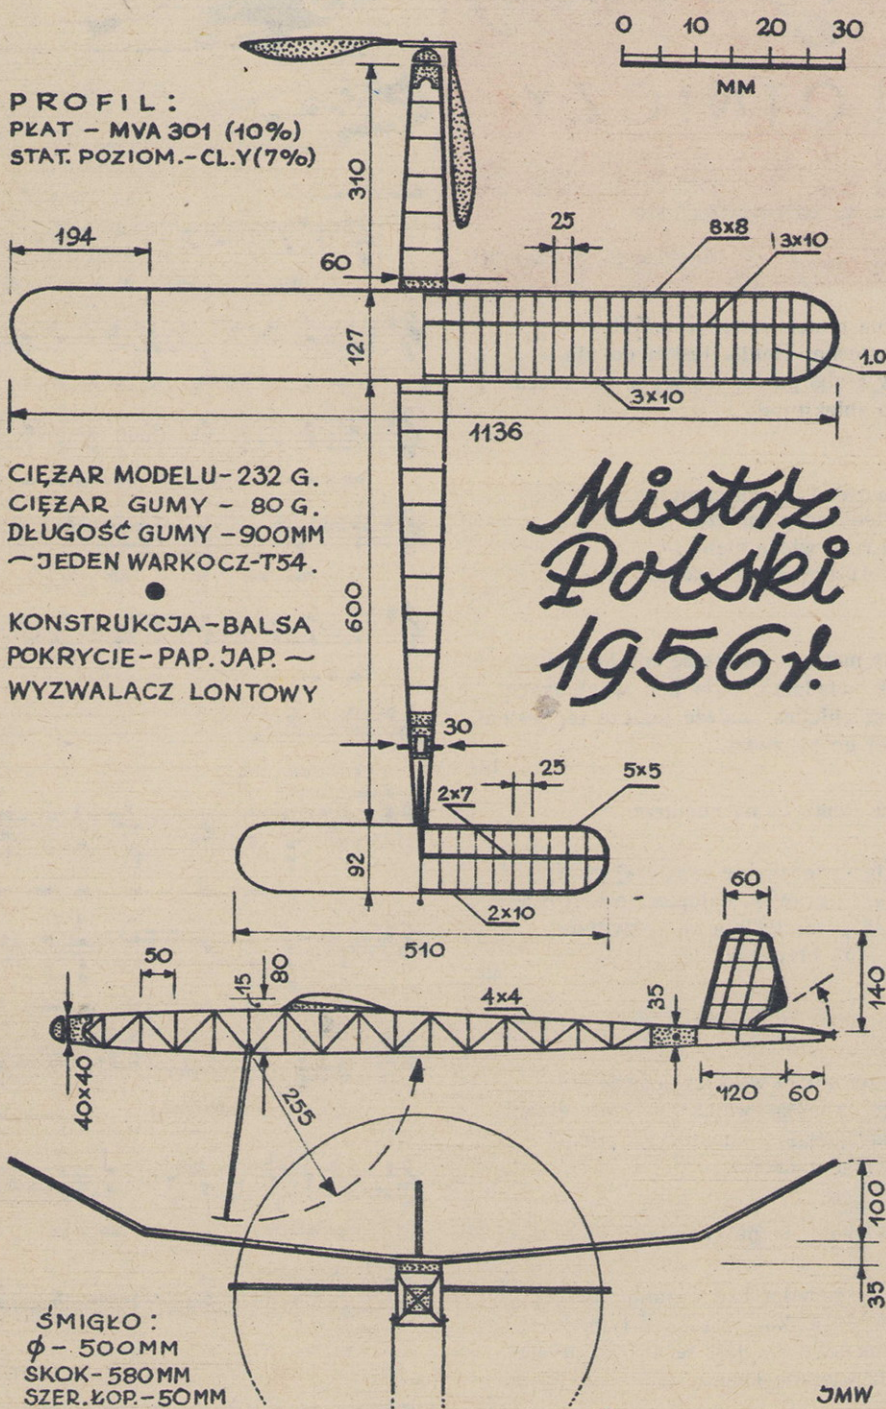 0 10 20 30
MM
PROFIL:
PŁAT - MVA 301 (10%)
STAT. POZIOM.-CL.Y(7%)
310
194
25
8x8
3x10
60
127
1.0
3x10
1136
CIĘŻAR MODELU-232 G.
CIĘŻAR GUMY - 80 G.
DŁUGOŚĆ GUMY -900MM
~JEDEN WARKOCZ-T54.
KONSTRUKCJA-BALSA
POKRYCIE-PAP. JAP.~
WYZWALACZ LONTOWY
Mistrz
Polski
1956r.
600
30
25
5x5
2x7
92
2x10
510
60
50
15
80
4x4
35
140
40x40
255
120
60
100
35
ŚMIGŁO:
ϕ- 500MM
SKOK-580MM
SZER.ŁOP.-50MM
JMW